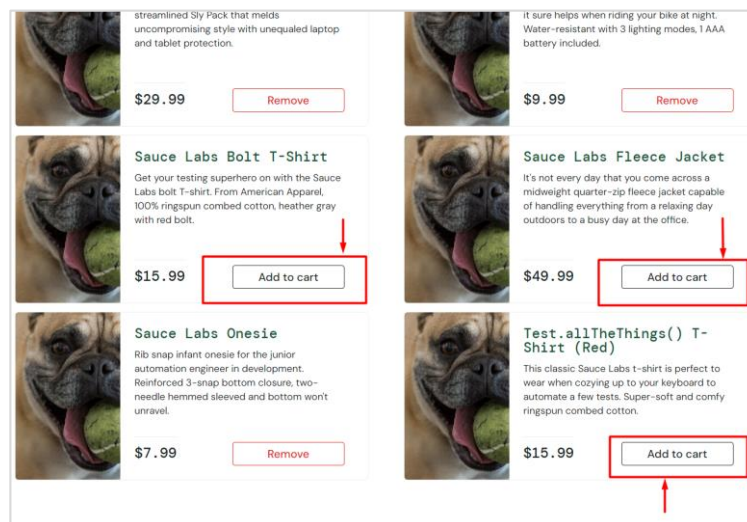 streamlined Sly Pack that melds
uncompromising style with unequaled laptop
and tablet protection.
$29.99
Remove
it sure helps when riding your bike at night.
Water-resistant with 3 lighting modes, 1 AAA
battery included.
$9.99
Remove
Sauce Labs Bolt T-Shirt
Get your testing superhero on with the Sauce
Labs bolt T-shirt. From American Apparel,
100% ringspun combed cotton, heather gray
with red bolt.
$15.99
Add to cart
Sauce Labs Fleece Jacket
It's not every day that you come across a
midweight quarter-zip fleece jacket capable
of handling everything from a relaxing day
outdoors to a busy day at the office.
$49.99
Add to cart
Sauce Labs Onesie
Rib snap infant onesie for the junior
automation engineer in development.
Reinforced 3-snap bottom closure, two-
needle hemmed sleeved and bottom won't
unravel.
$7.99
Remove
Test.allTheThings() T-
Shirt (Red)
This classic Sauce Labs t-shirt is perfect to
wear when cozying up to your keyboard to
automate a few tests. Super-soft and comfy
ringspun combed cotton.
$15.99
Add to cart